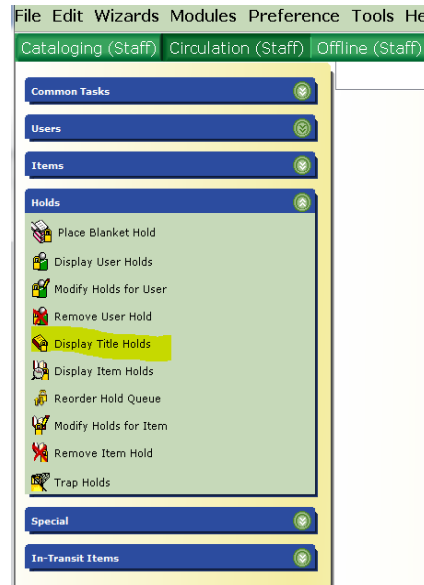 File Edit Wizards Modules Preference Tools He
Cataloging (Staff) Circulation (Staff) Offline (Staff)
Common Tasks
Users
Items
Holds
Place Blanket Hold
Display User Holds
Modify Holds for User
Remove User Hold
Display Title Holds
Display Item Holds
Reorder Hold Queue
Modify Holds for Item
Remove Item Hold
Trap Holds
Special
In-Transit Items